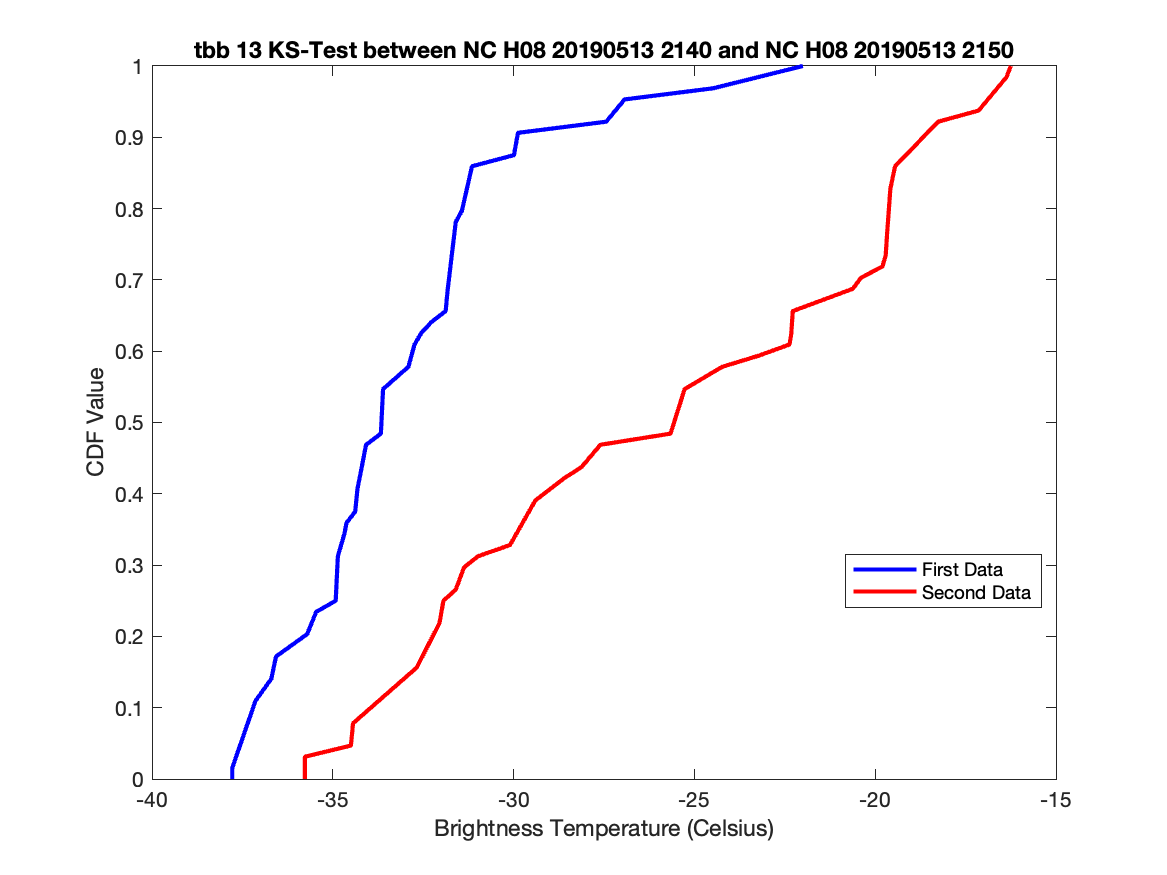 tbb 13 KS-Test between NC H08 20190513 2140 and NC H08 20190513 2150
1
0.9
0.8
0.7
0.6
0.5
0.4
0.3
0.2
0.1
0
CDF Value
First Data
Second Data
-40 -35 -30 -25 -20 -15
Brightness Temperature (Celsius)